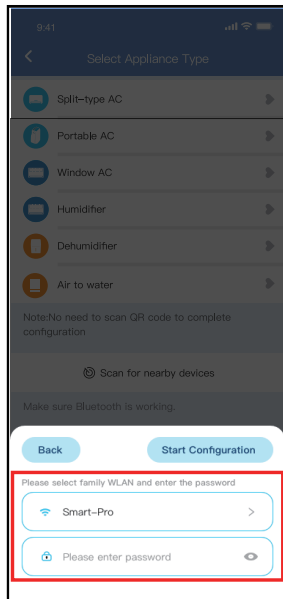 9:41
Select Appliance Type
Split-type AC
Portable AC
Window AC
Humidifier
Dehumidifier
Air to water
Note:No need to scan QR code to complete
configuration
Scan for nearby devices
Make sure Bluetooth is working.
Back
Start Configuration
Please select family WLAN and enter the password
Smart-Pro
Please enter password